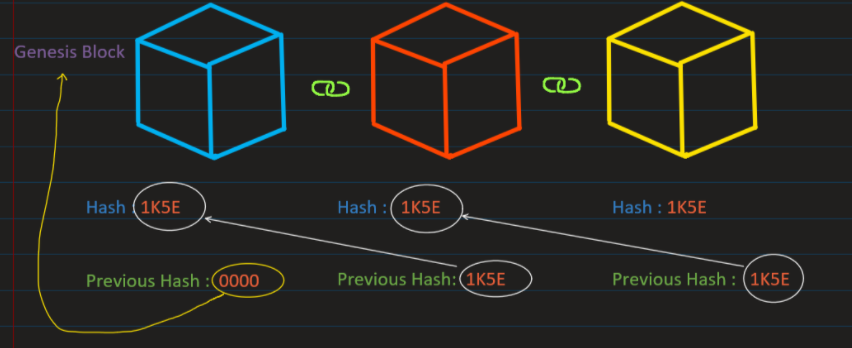 Genesis Block
Hash : 1K5E
Hash : 1K5E
Hash : 1K5E
Previous Hash : 0000
Previous Hash: 1K5E
Previous Hash : 1K5E